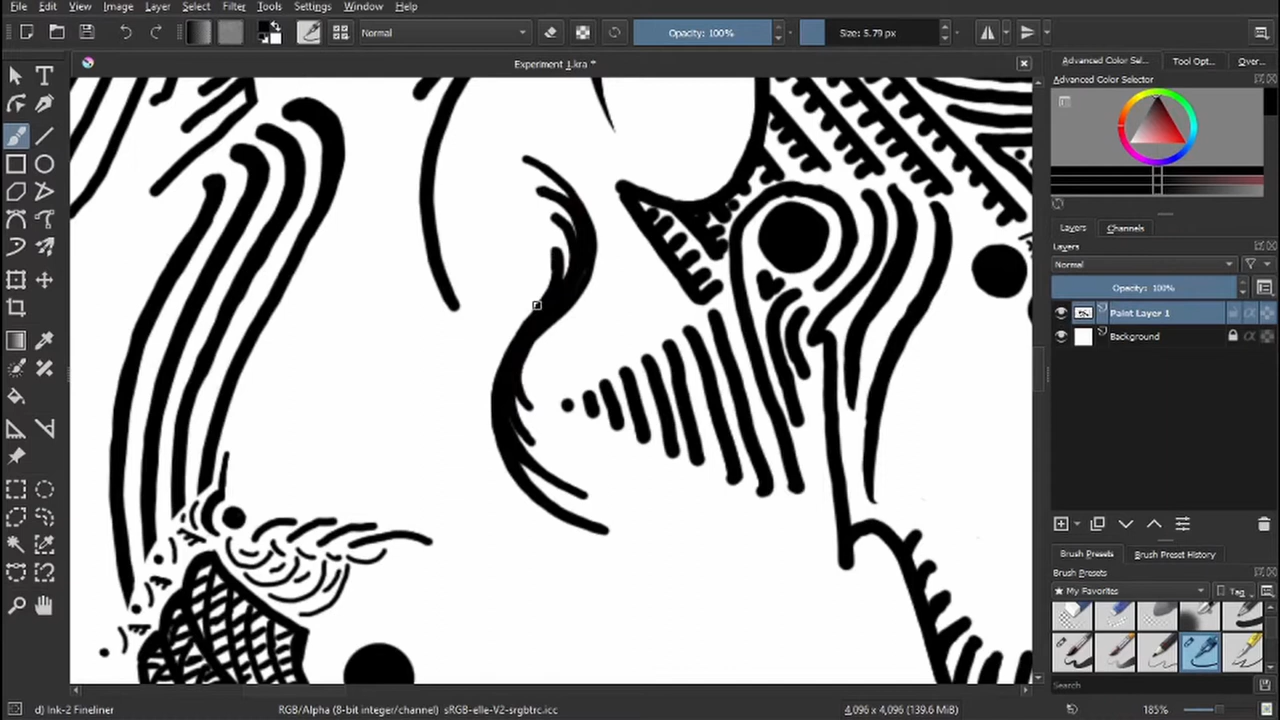 File Edit View Image Layer Select Filter Tools Settings Window Help
Normal Opacity: 100% Size: 5.79 px
Experiment 1.kra *
Advanced Color Sel... Tool Opt... Over...
Advanced Color Selector
Layers Channels
Layers
Normal
Opacity: 100%
Paint Layer 1
Background
Brush Presets Brush Preset History
Brush Presets
★ My Favorites Tag
Search
d) Ink-2 Fineliner RGB/Alpha (8-bit integer/channel) sRGB-elle-V2-srgbtrc.icc 4,096 x 4,096 (139.6 MiB) 185%